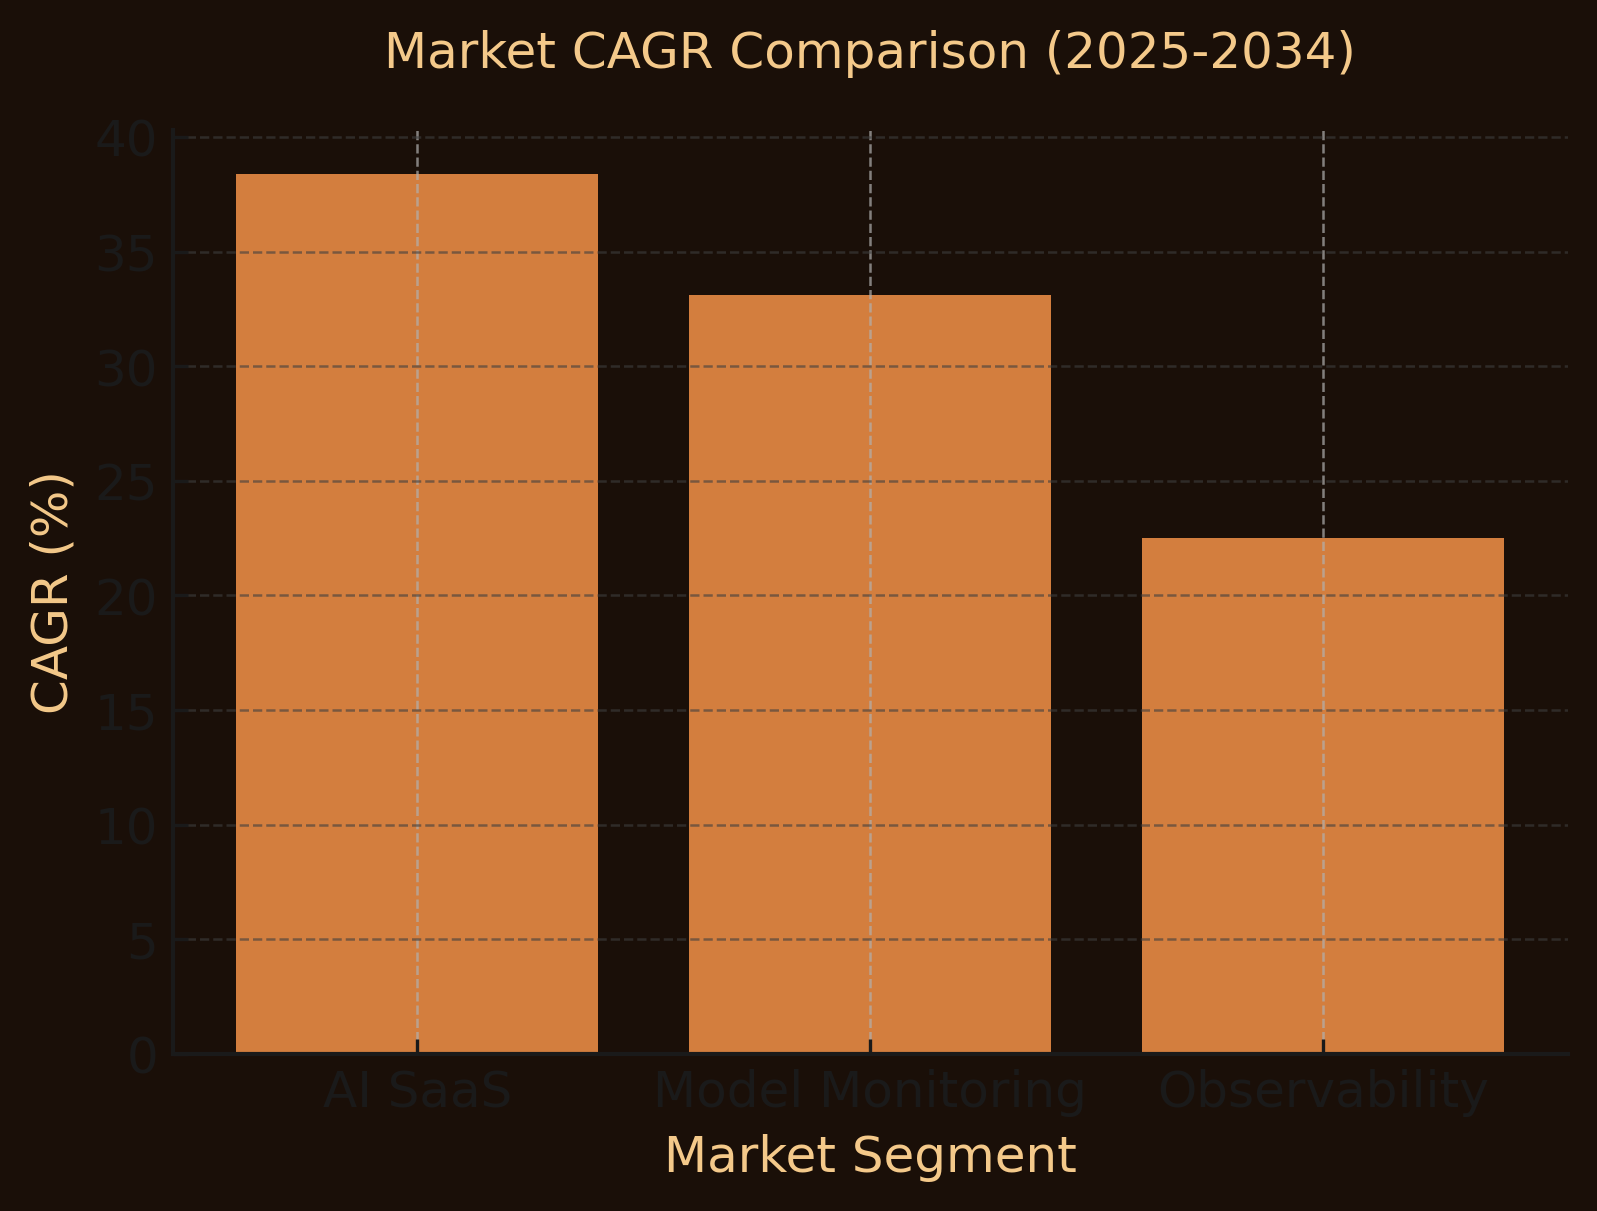 Market CAGR Comparison (2025-2034)
40
35
30
25
20
15
10
5
0
CAGR (%)
AI SaaS Model Monitoring Observability
Market Segment